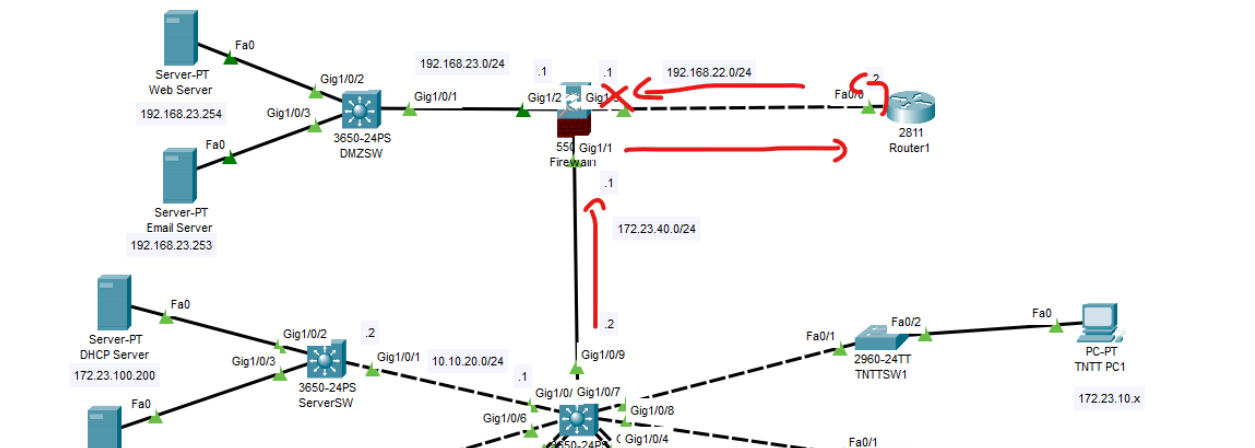 Fa0
Server-PT
Web Server
192.168.23.254
Gig1/0/2
Gig1/0/3
Fa0
Server-PT
Email Server
192.168.23.253
3650-24PS
DMZSW
Gig1/0/1
192.168.23.0/24
.1
Gig1/2
.1
192.168.22.0/24
.2
Fa0/0
2811
Router1
Gig1/1
Firewall1
.1
172.23.40.0/24
.2
Gig1/0/9
Fa0
Server-PT
DHCP Server
172.23.100.200
Gig1/0/2
Gig1/0/3
Fa0
3650-24PS
ServerSW
.2
Gig1/0/1
10.10.20.0/24
.1
Gig1/0/
Gig1/0/7
Gig1/0/6
Gig1/0/8
Gig1/0/4
Fa0/1
Fa0/2
2960-24TT
TNTTSW1
Fa0
PC-PT
TNTT PC1
172.23.10.x
Fa0/1